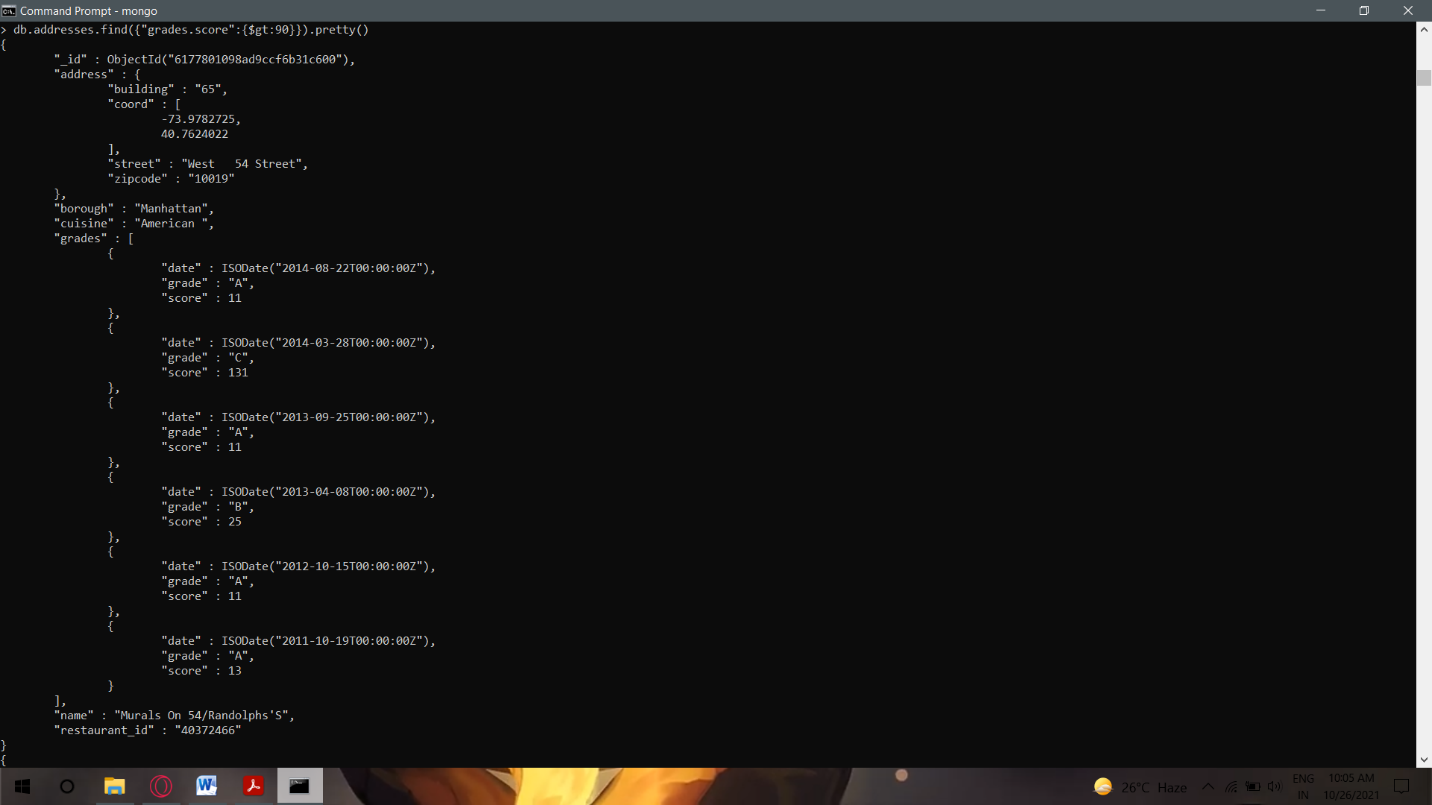 Command Prompt - mongo
> db.addresses.find({"grades.score":{$gt:90}}).pretty()
{
        "_id" : ObjectId("6177801098ad9ccf6b31c600"),
        "address" : {
                "building" : "65",
                "coord" : [
                        -73.9782725,
                        40.7624022
                ],
                "street" : "West   54 Street",
                "zipcode" : "10019"
        },
        "borough" : "Manhattan",
        "cuisine" : "American ",
        "grades" : [
                {
                        "date" : ISODate("2014-08-22T00:00:00Z"),
                        "grade" : "A",
                        "score" : 11
                },
                {
                        "date" : ISODate("2014-03-28T00:00:00Z"),
                        "grade" : "C",
                        "score" : 131
                },
                {
                        "date" : ISODate("2013-09-25T00:00:00Z"),
                        "grade" : "A",
                        "score" : 11
                },
                {
                        "date" : ISODate("2013-04-08T00:00:00Z"),
                        "grade" : "B",
                        "score" : 25
                },
                {
                        "date" : ISODate("2012-10-15T00:00:00Z"),
                        "grade" : "A",
                        "score" : 11
                },
                {
                        "date" : ISODate("2011-10-19T00:00:00Z"),
                        "grade" : "A",
                        "score" : 13
                }
        ],
        "name" : "Murals On 54/Randolphs'S",
        "restaurant_id" : "40372466"
}
{
26°C Haze
ENG
IN
10:05 AM
10/26/2021